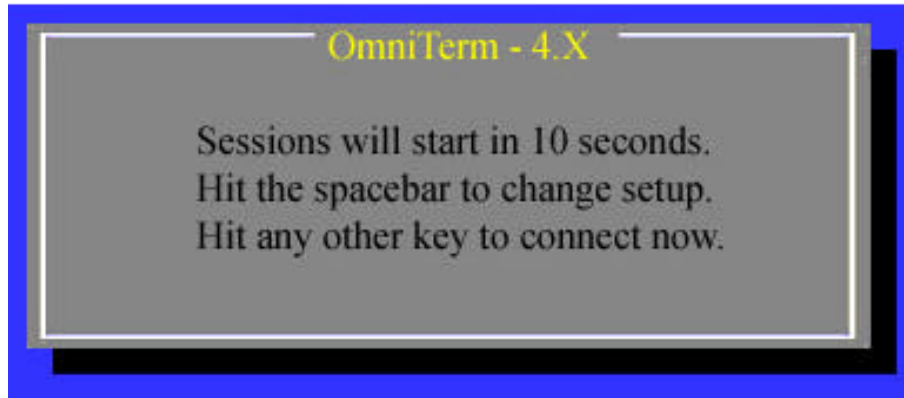 OmniTerm - 4.X
Sessions will start in 10 seconds.
Hit the spacebar to change setup.
Hit any other key to connect now.